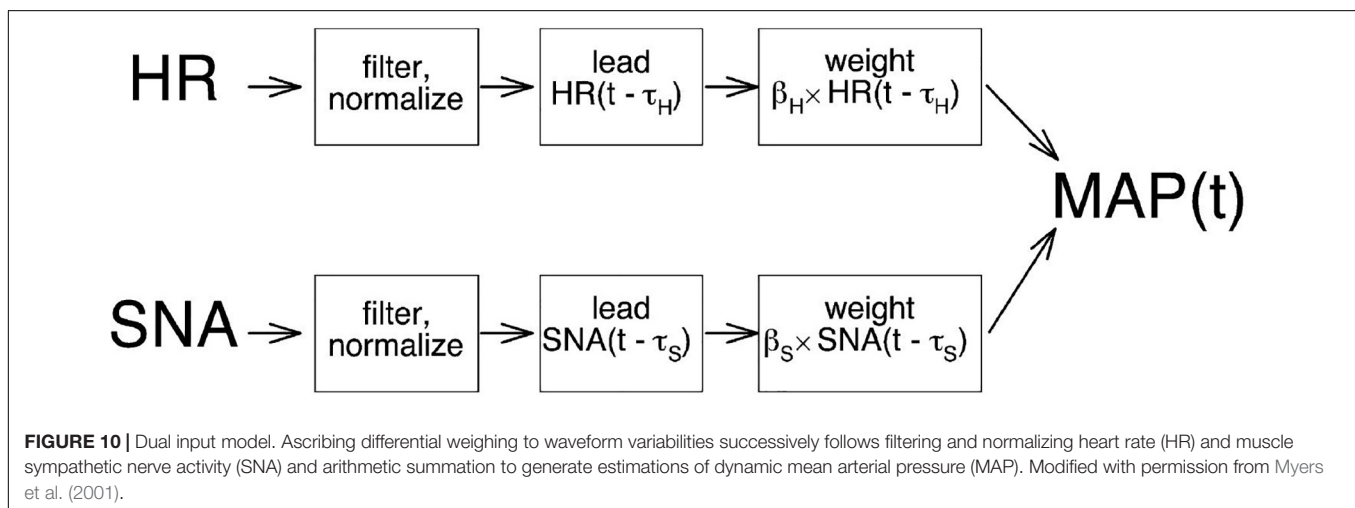 HR
filter,
normalize
lead
HR(t - τH)
weight
βH× HR(t - τH)
MAP(t)
SNA
filter,
normalize
lead
SNA(t - τS)
weight
βS× SNA(t - τS)
FIGURE 10 | Dual input model. Ascribing differential weighing to waveform variabilities successively follows filtering and normalizing heart rate (HR) and muscle
sympathetic nerve activity (SNA) and arithmetic summation to generate estimations of dynamic mean arterial pressure (MAP). Modified with permission from Myers
et al. (2001).